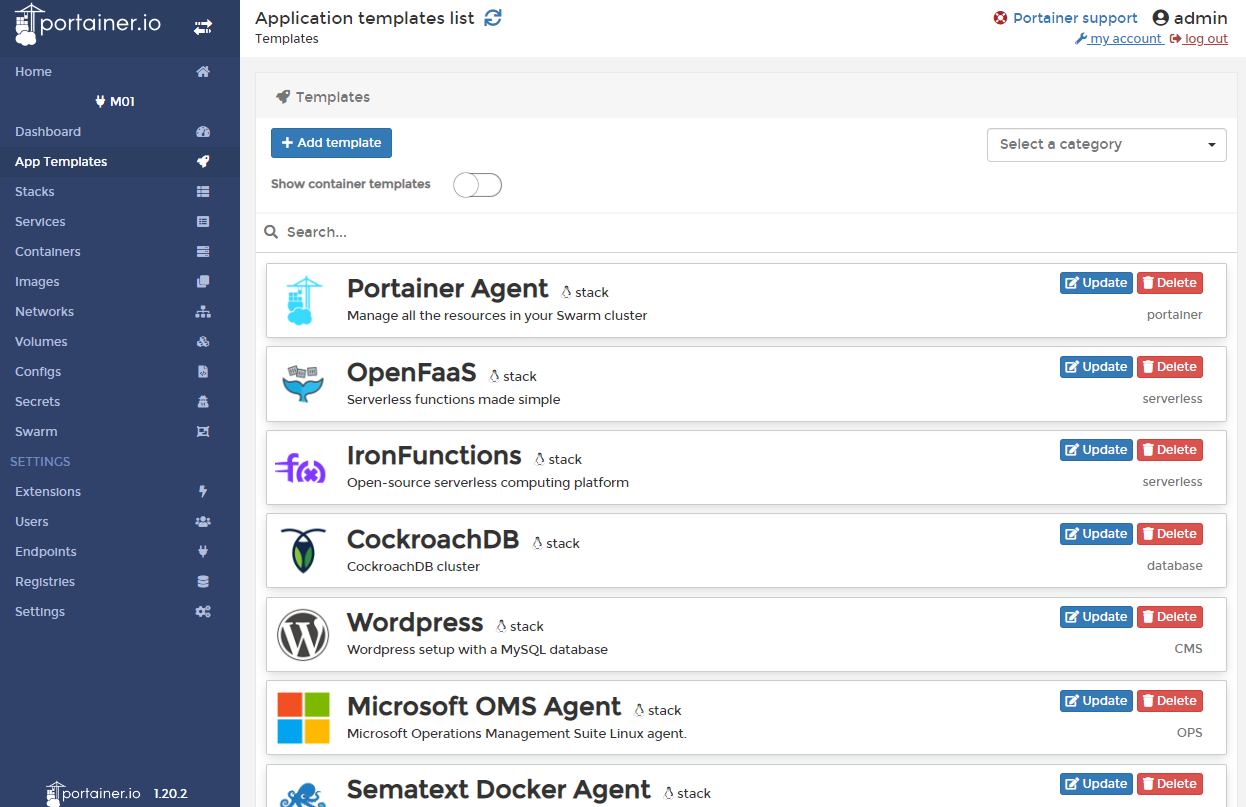 portainer.io
Home
M01
Dashboard
App Templates
Stacks
Services
Containers
Images
Networks
Volumes
Configs
Secrets
Swarm
SETTINGS
Extensions
Users
Endpoints
Registries
Settings
portainer.io 1.20.2
Application templates list
Templates
Portainer support admin
my account log out
Templates
Add template
Select a category
Show container templates
Search...
Portainer Agent stack
Update Delete
Manage all the resources in your Swarm cluster
portainer
OpenFaaS stack
Update Delete
Serverless functions made simple
serverless
IronFunctions stack
Update Delete
Open-source serverless computing platform
serverless
f(x)
CockroachDB stack
Update Delete
CockroachDB cluster
database
Wordpress stack
Update Delete
Wordpress setup with a MySQL database
CMS
Microsoft OMS Agent stack
Update Delete
Microsoft Operations Management Suite Linux agent.
OPS
Sematext Docker Agent stack
Update Delete